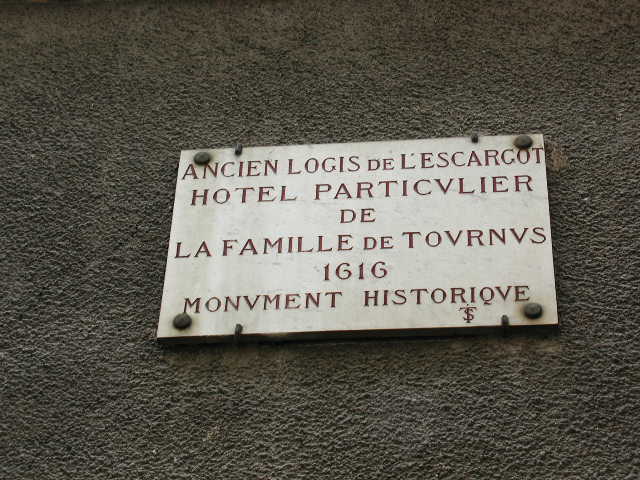 ANCIEN LOGIS DE L'ESCARGOT
HOTEL PARTICVLIER
DE
LA FAMILLE DE TOVRNVS
1616
MONVMENT HISTORIQVE